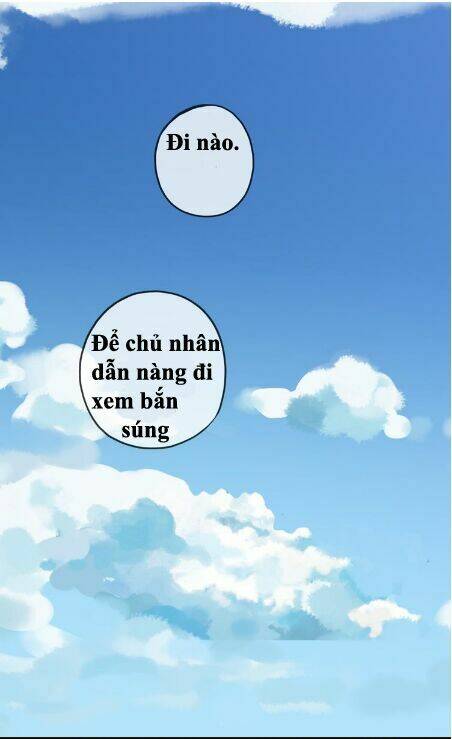 Đi nào.
Để chủ nhân
dẫn nàng đi
xem bắn
súng